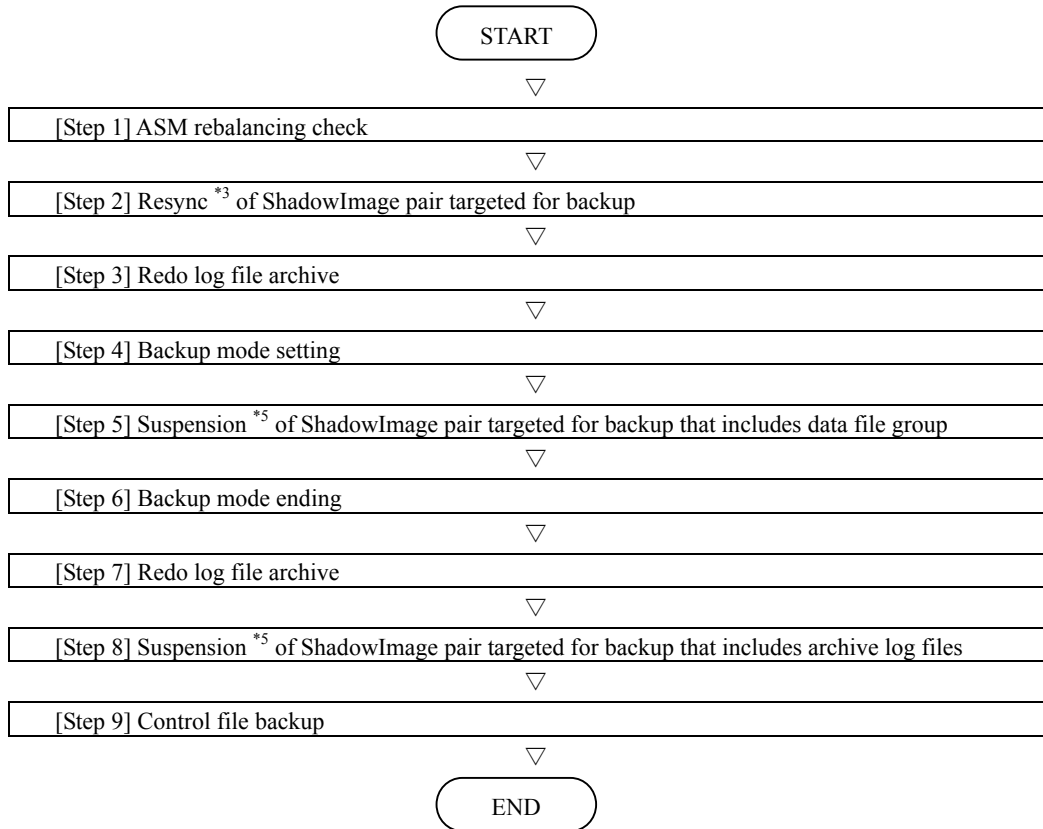 START
▽
[Step 1] ASM rebalancing check
▽
[Step 2] Resync *3 of ShadowImage pair targeted for backup
▽
[Step 3] Redo log file archive
▽
[Step 4] Backup mode setting
▽
[Step 5] Suspension *5 of ShadowImage pair targeted for backup that includes data file group
▽
[Step 6] Backup mode ending
▽
[Step 7] Redo log file archive
▽
[Step 8] Suspension *5 of ShadowImage pair targeted for backup that includes archive log files
▽
[Step 9] Control file backup
▽
END